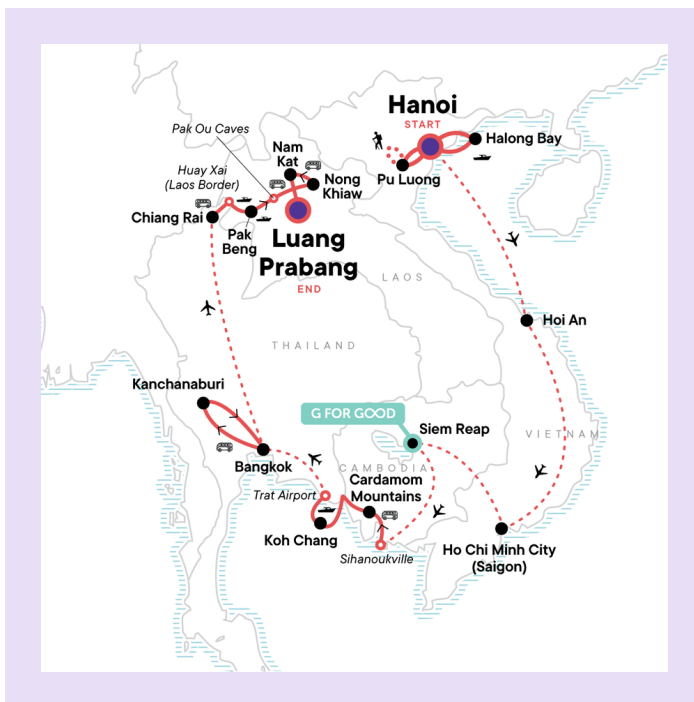 Hanoi
START
Halong Bay
Pu Luong
Pak Ou Caves
Nam
Kat
Nong
Khiaw
Huay Xai
(Laos Border)
Chiang Rai
Pak
Beng
Luang
Prabang
END
LAOS
Hoi An
THAILAND
Kanchanaburi
G FOR GOOD
Siem Reap
VIETNAM
Bangkok
CAMBODIA
Cardamom
Mountains
Trat Airport
Koh Chang
Sihanoukville
Ho Chi Minh City
(Saigon)